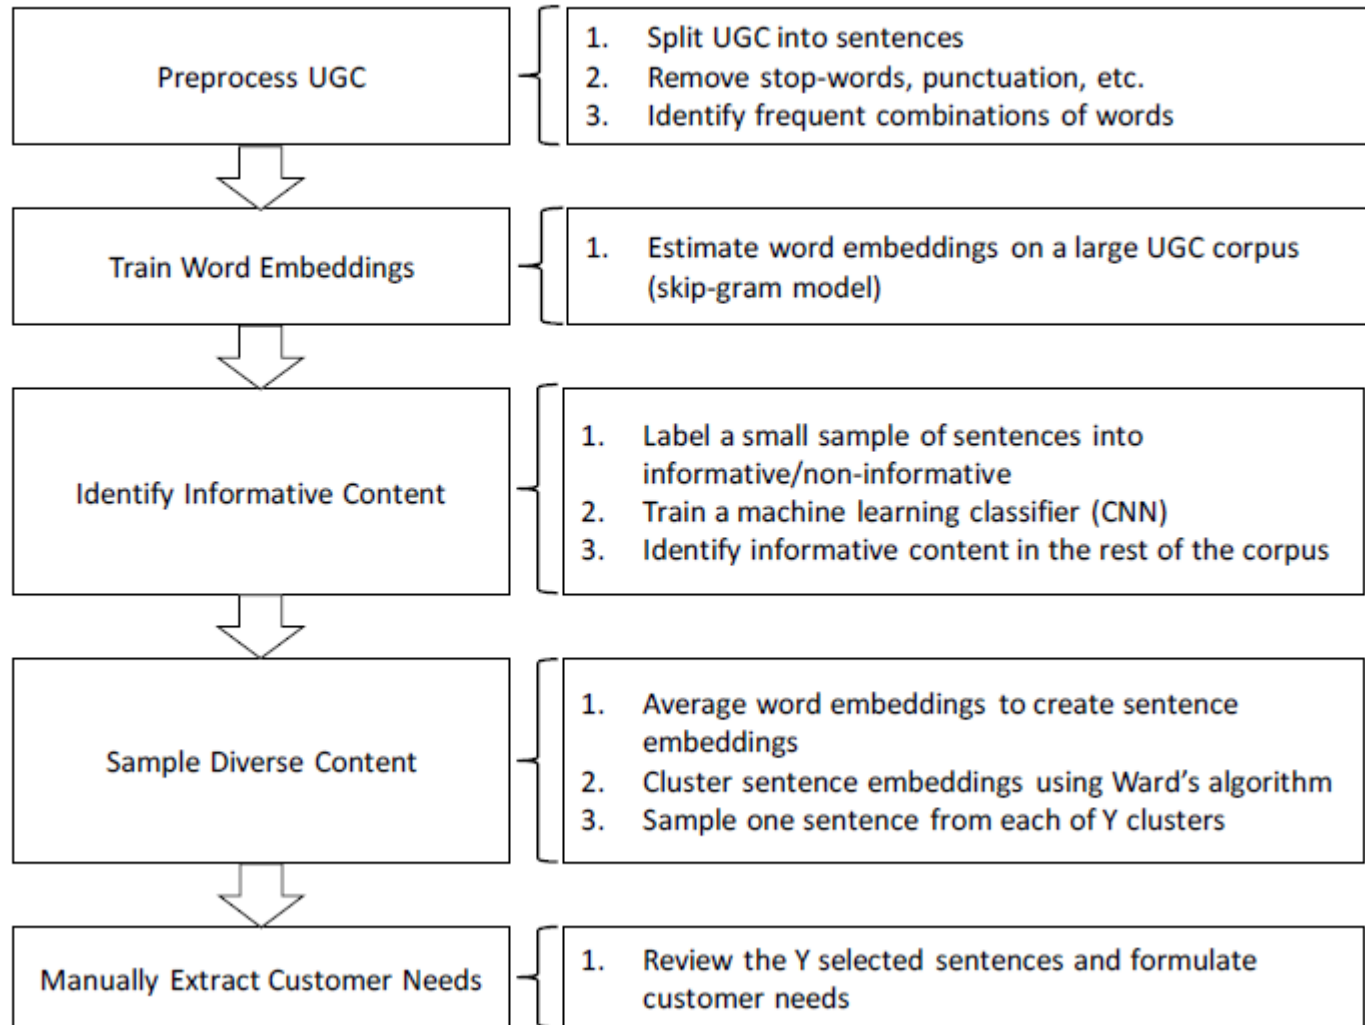 Preprocess UGC
1. Split UGC into sentences
2. Remove stop-words, punctuation, etc.
3. Identify frequent combinations of words
Train Word Embeddings
1. Estimate word embeddings on a large UGC corpus
(skip-gram model)
Identify Informative Content
1. Label a small sample of sentences into
informative/non-informative
2. Train a machine learning classifier (CNN)
3. Identify informative content in the rest of the corpus
Sample Diverse Content
1. Average word embeddings to create sentence
embeddings
2. Cluster sentence embeddings using Ward's algorithm
3. Sample one sentence from each of Y clusters
Manually Extract Customer Needs
1. Review the Y selected sentences and formulate
customer needs